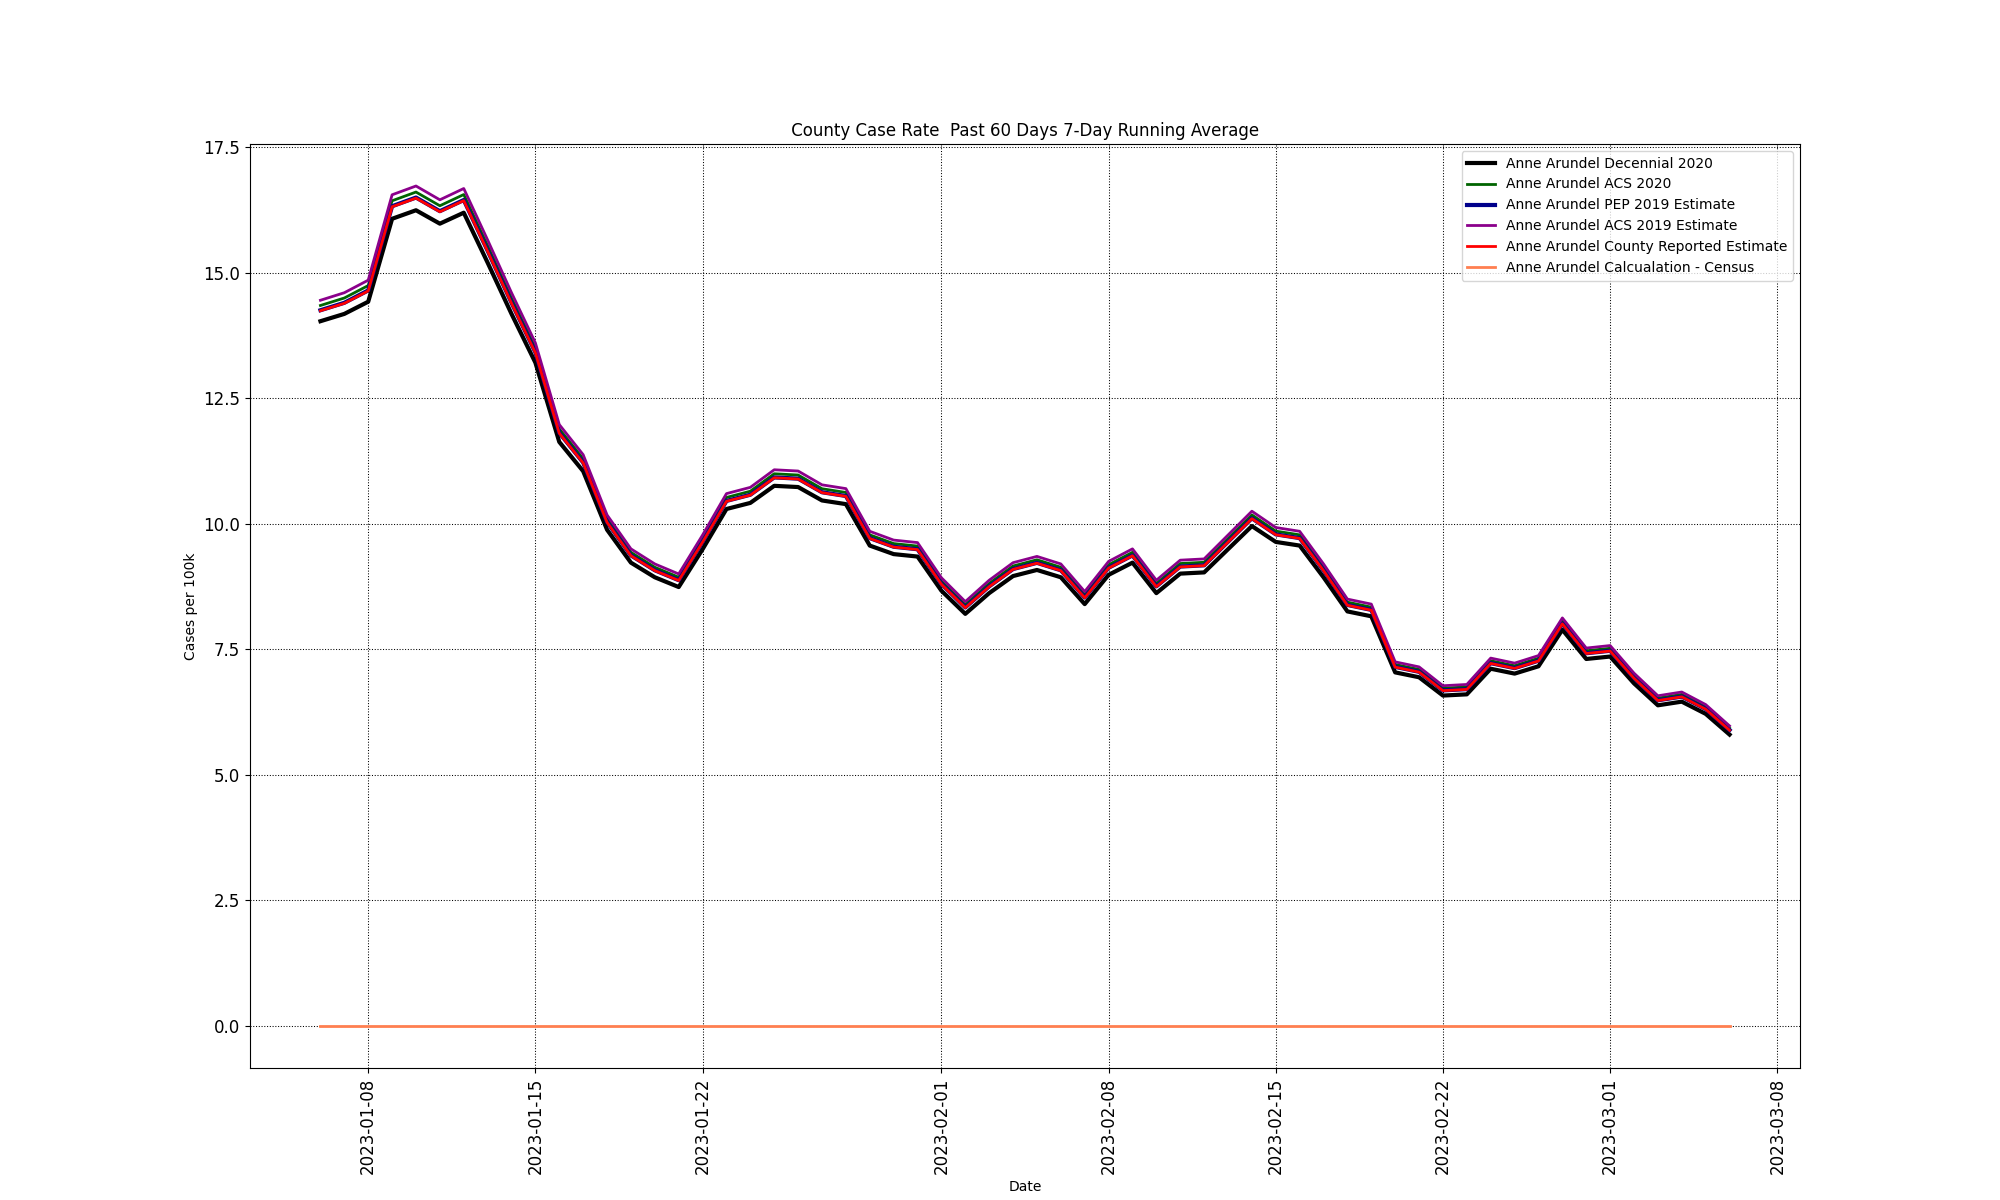 County Case Rate  Past 60 Days 7-Day Running Average
17.5
15.0
12.5
10.0
7.5
5.0
2.5
0.0
Cases per 100k
Anne Arundel Decennial 2020
Anne Arundel ACS 2020
Anne Arundel PEP 2019 Estimate
Anne Arundel ACS 2019 Estimate
Anne Arundel County Reported Estimate
Anne Arundel Calcualation - Census
2023-01-08
2023-01-15
2023-01-22
2023-02-01
2023-02-08
2023-02-15
2023-02-22
2023-03-01
2023-03-08
Date